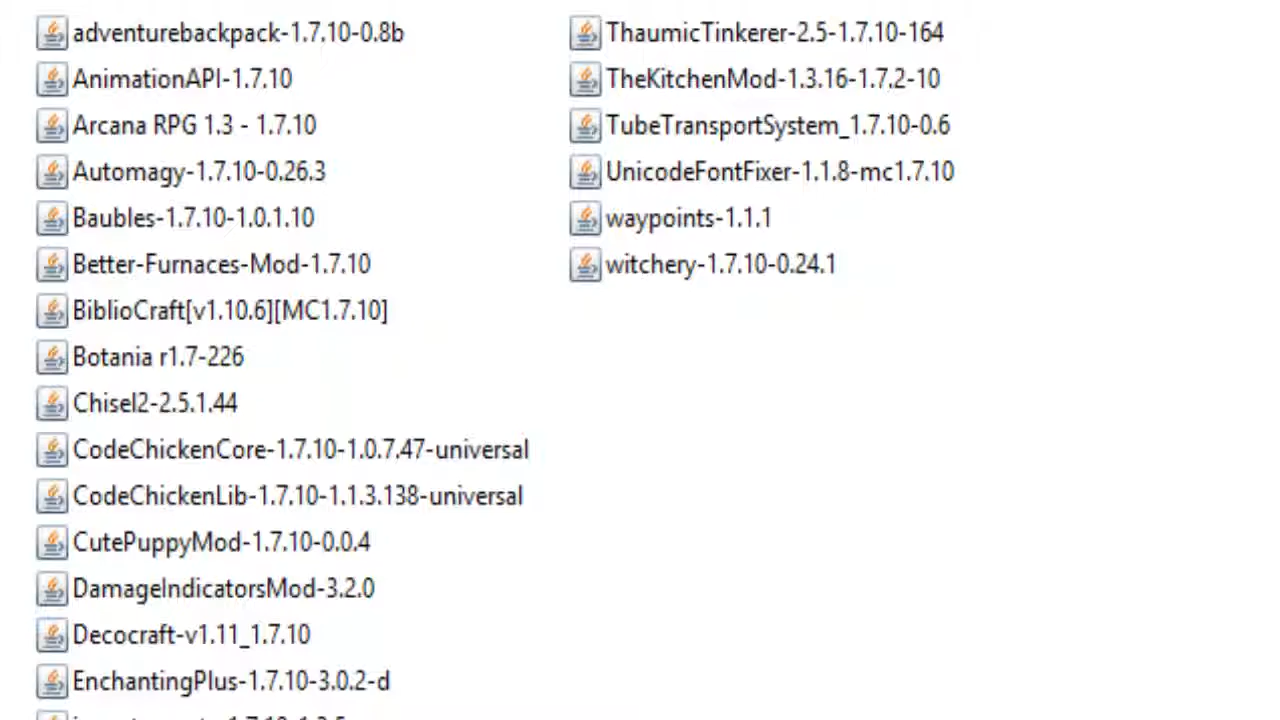 adventurebackpack-1.7.10-0.8b
AnimationAPI-1.7.10
Arcana RPG 1.3 - 1.7.10
Automagy-1.7.10-0.26.3
Baubles-1.7.10-1.0.1.10
Better-Furnaces-Mod-1.7.10
BiblioCraft[v1.10.6][MC1.7.10]
Botania r1.7-226
Chisel2-2.5.1.44
CodeChickenCore-1.7.10-1.0.7.47-universal
CodeChickenLib-1.7.10-1.1.3.138-universal
CutePuppyMod-1.7.10-0.0.4
DamageIndicatorsMod-3.2.0
Decocraft-v1.11_1.7.10
EnchantingPlus-1.7.10-3.0.2-d
ThaumicTinkerer-2.5-1.7.10-164
TheKitchenMod-1.3.16-1.7.2-10
TubeTransportSystem_1.7.10-0.6
UnicodeFontFixer-1.1.8-mc1.7.10
waypoints-1.1.1
witchery-1.7.10-0.24.1